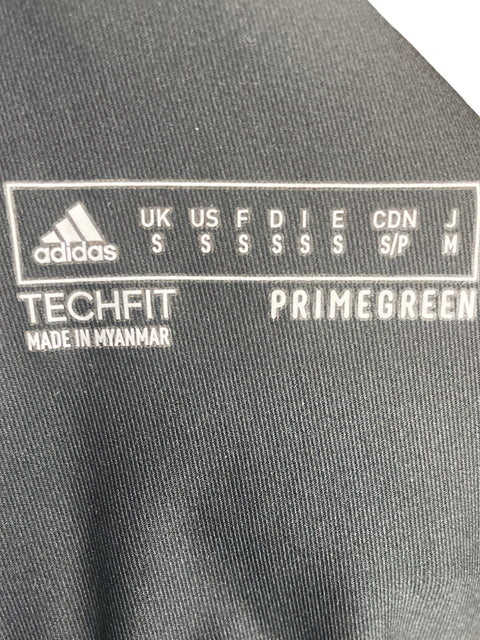 adidas
UK US F D I E CDN J
S S S S S S S/P M
TECHFIT PRIMEGREEN
MADE IN MYANMAR